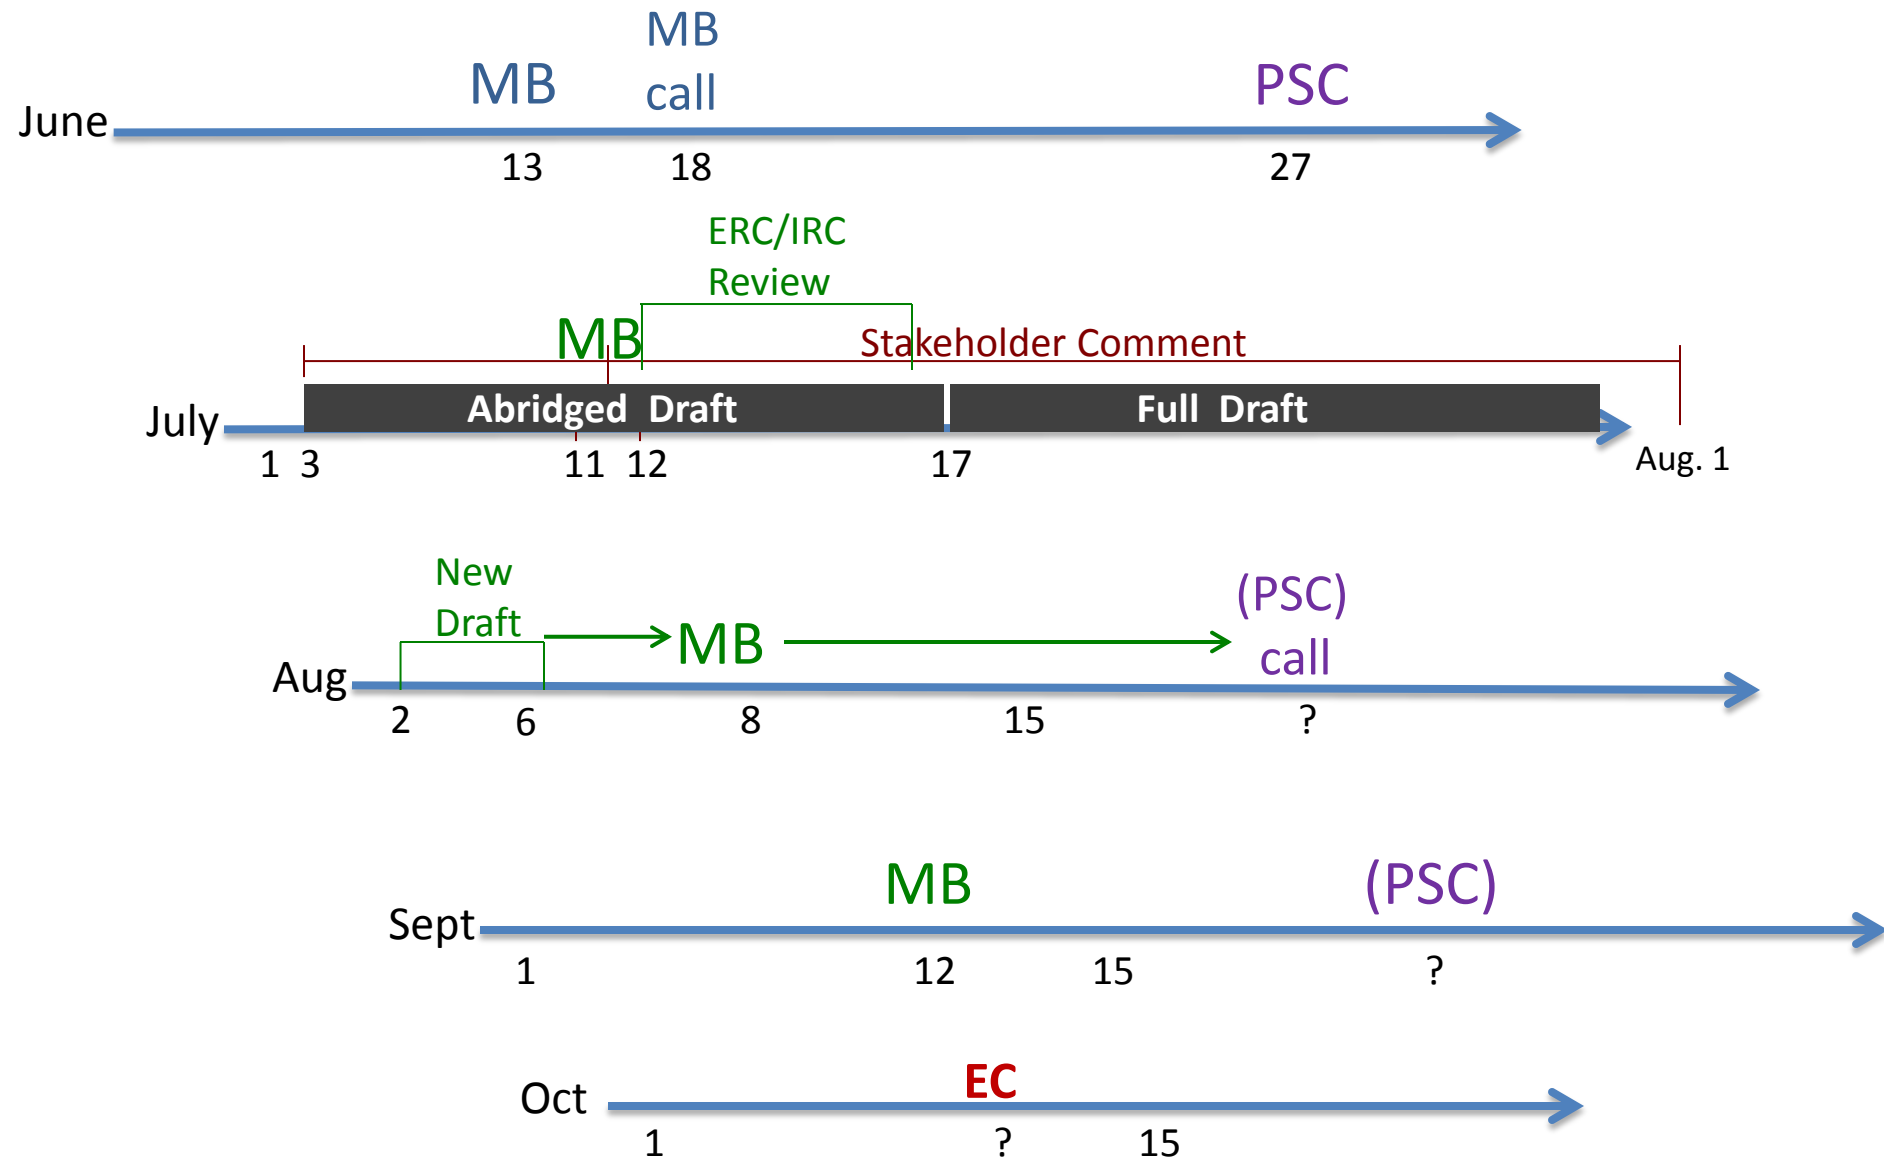 MB
MB
call
PSC
June
13
18
27
ERC/IRC
Review
MB
Stakeholder Comment
Abridged Draft
Full Draft
July
1
3
11
12
17
Aug. 1
New
Draft
MB
(PSC)
call
Aug
2
6
8
15
?
MB
(PSC)
Sept
1
12
15
?
EC
Oct
1
?
15